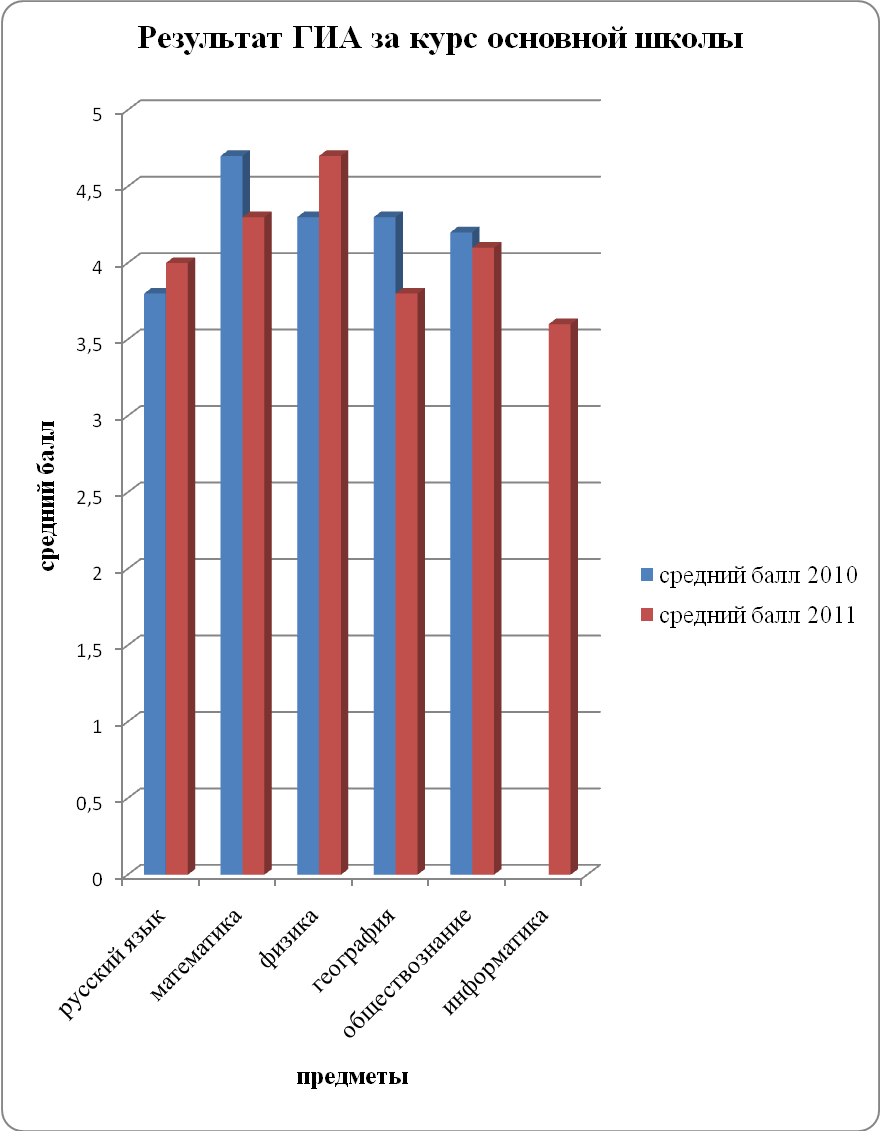 Результат ГИА за курс основной школы
5
4,5
4
3,5
3
2,5
2
1,5
1
0,5
0
средний балл
русский язык
математика
физика
география
обществознание
информатика
предметы
средний балл 2010
средний балл 2011